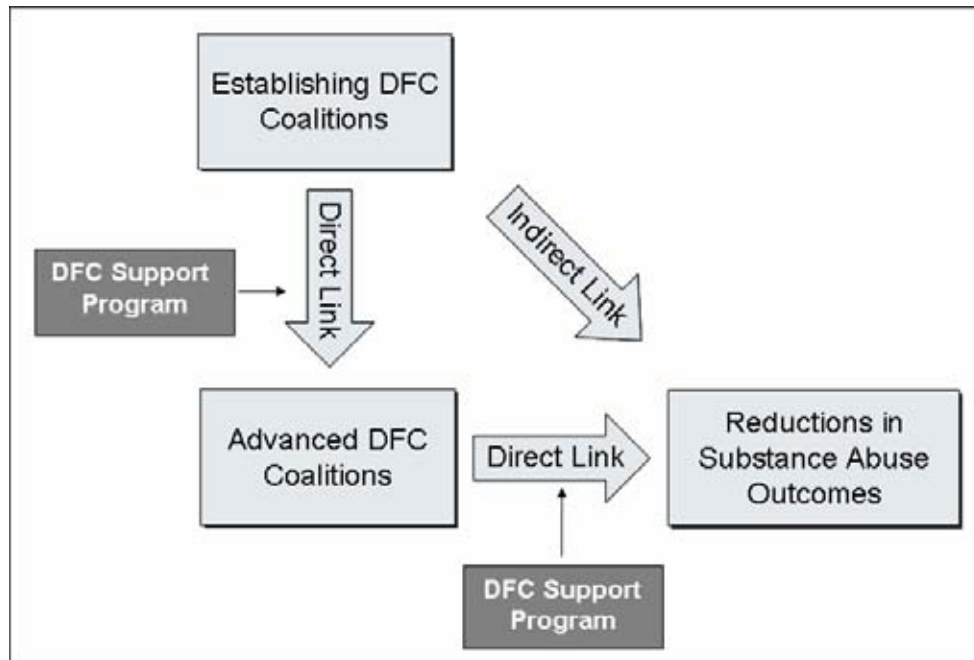 Establishing DFC
Coalitions
Direct Link
Indirect Link
DFC Support
Program
Advanced DFC
Coalitions
Direct Link
Reductions in
Substance Abuse
Outcomes
DFC Support
Program